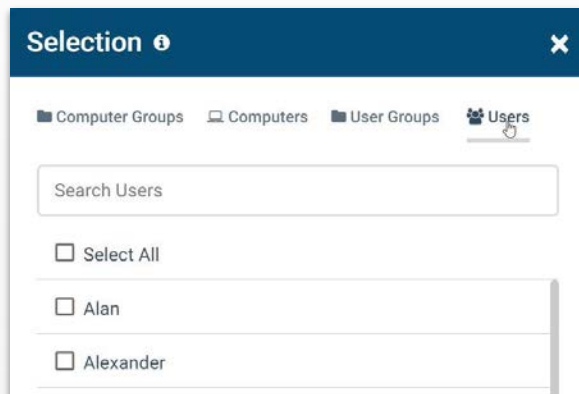 Selection
Computer Groups Computers User Groups Users
Search Users
Select All
Alan
Alexander